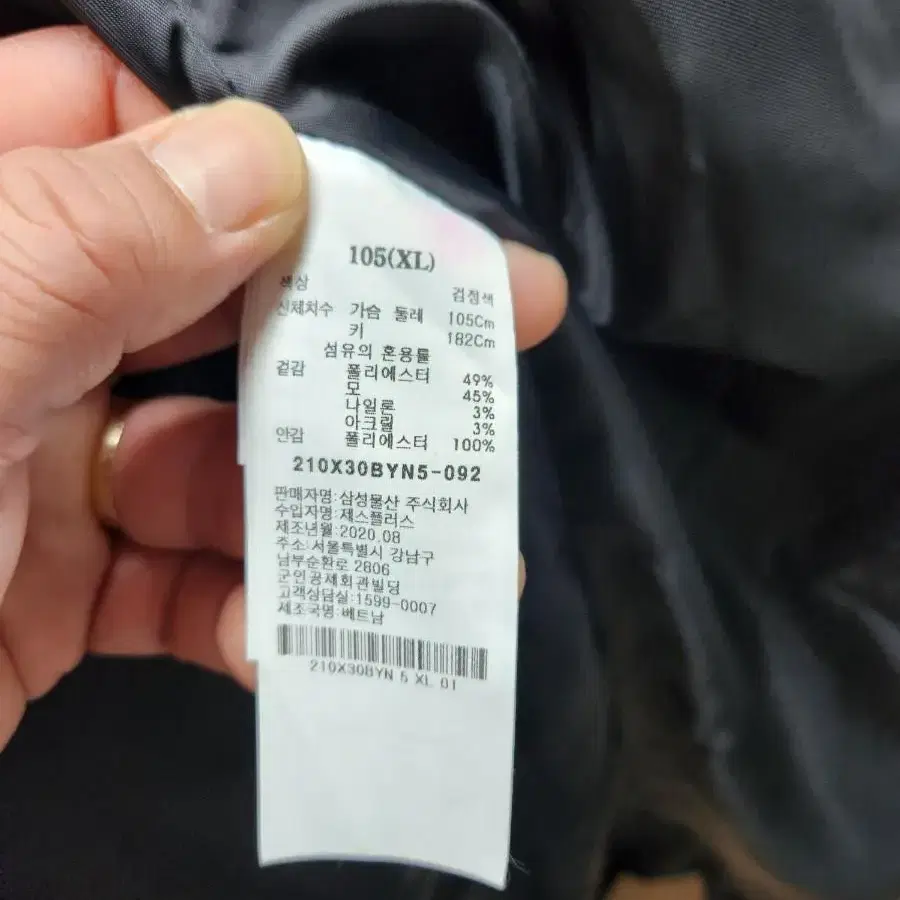 105(XL)
색상 검정색
신체치수 가슴 둘레 105Cm
키 182Cm
섬유의 혼용률
겉감 폴리에스터 49%
모 45%
나일론 3%
아크릴 3%
안감 폴리에스터 100%
210X30BYN5-092
판매자명:삼성물산 주식회사
수입자명:제스플러스
제조년월:2020.08
주소:서울특별시 강남구
남부순환로 2806
군인공제회관빌딩
고객상담실:1599-0007
제조국명:베트남
210X30BYN 5 XL 01